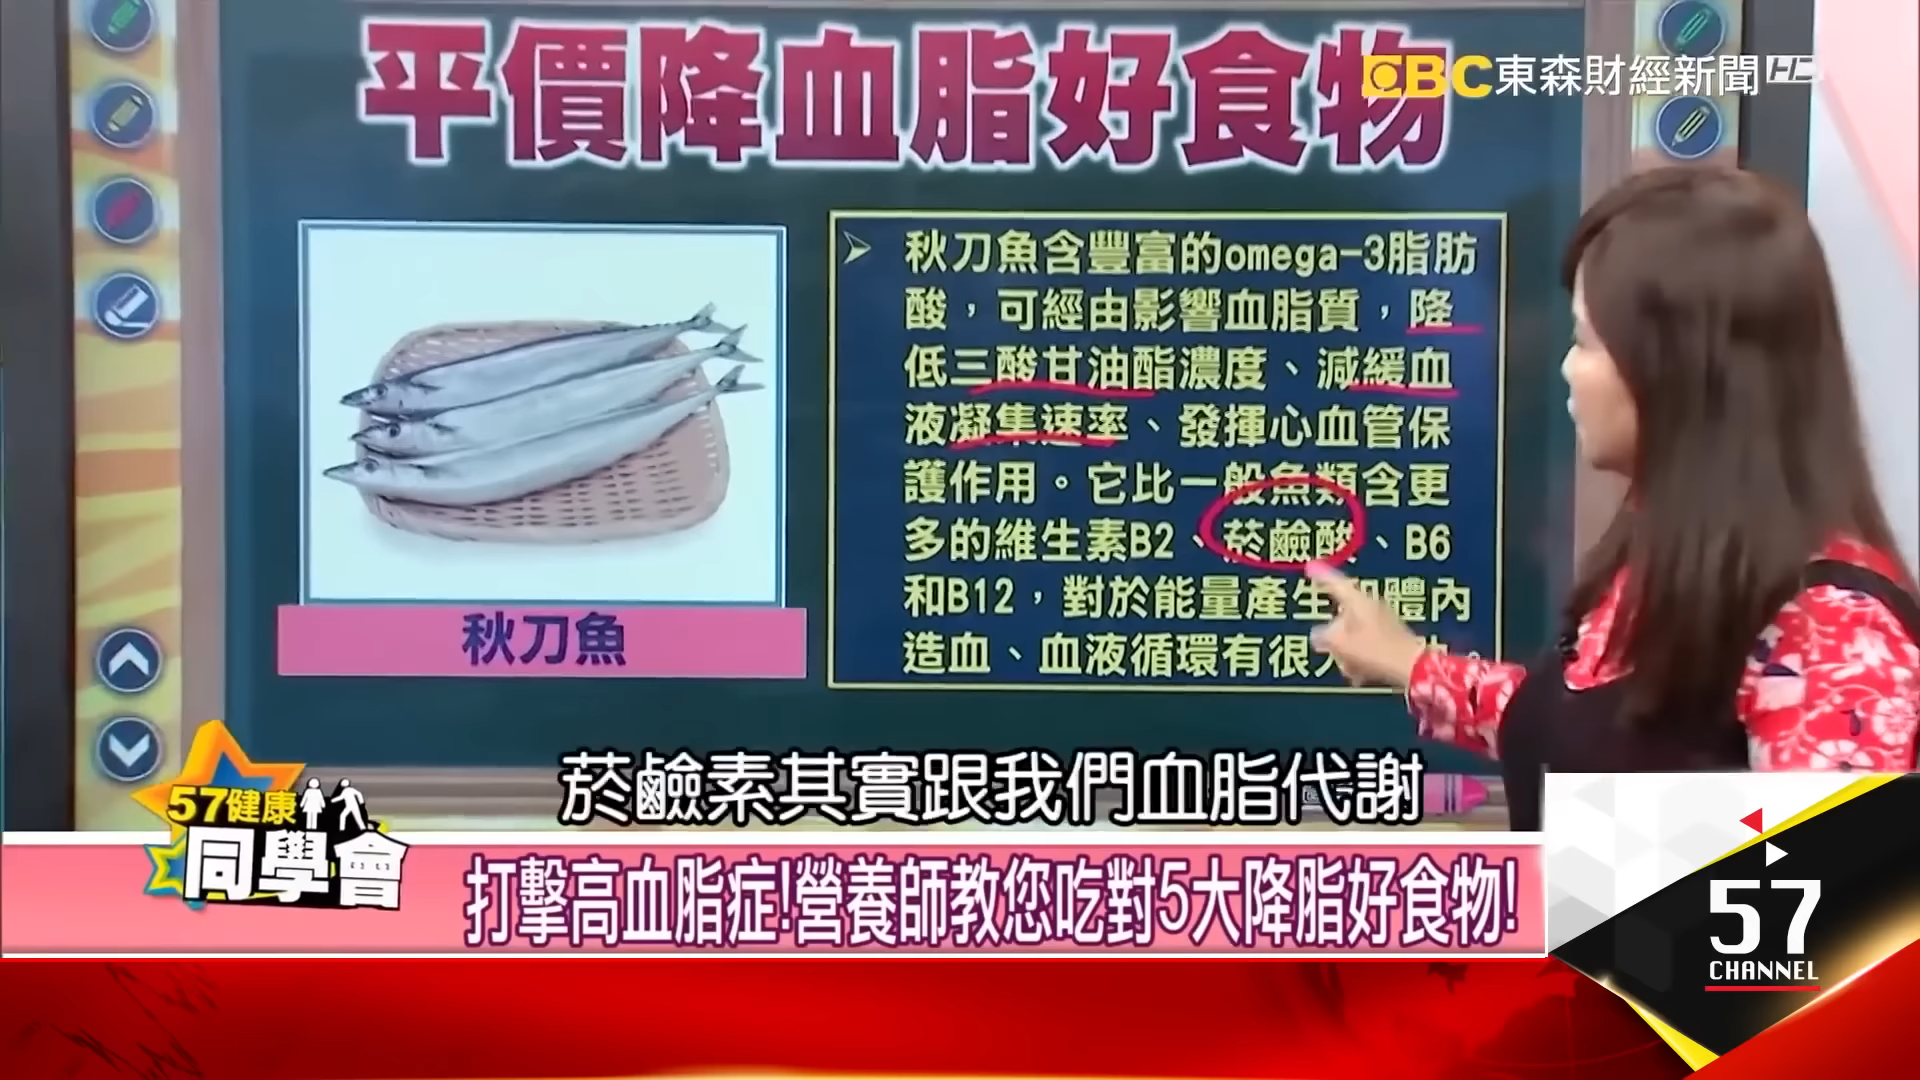 平價降血脂好食物
EBC東森財經新聞HD
➢ 秋刀魚含豐富的omega-3脂肪
酸，可經由影響血脂質，降
低三酸甘油酯濃度、減緩血
液凝集速率、發揮心血管保
護作用。它比一般魚類含更
多的維生素B2、菸鹼酸、B6
和B12，對於能量產生和體內
造血、血液循環有很大
秋刀魚
菸鹼素其實跟我們血脂代謝
57健康
同學會
打擊高血脂症!營養師教您吃對5大降脂好食物!
57
CHANNEL